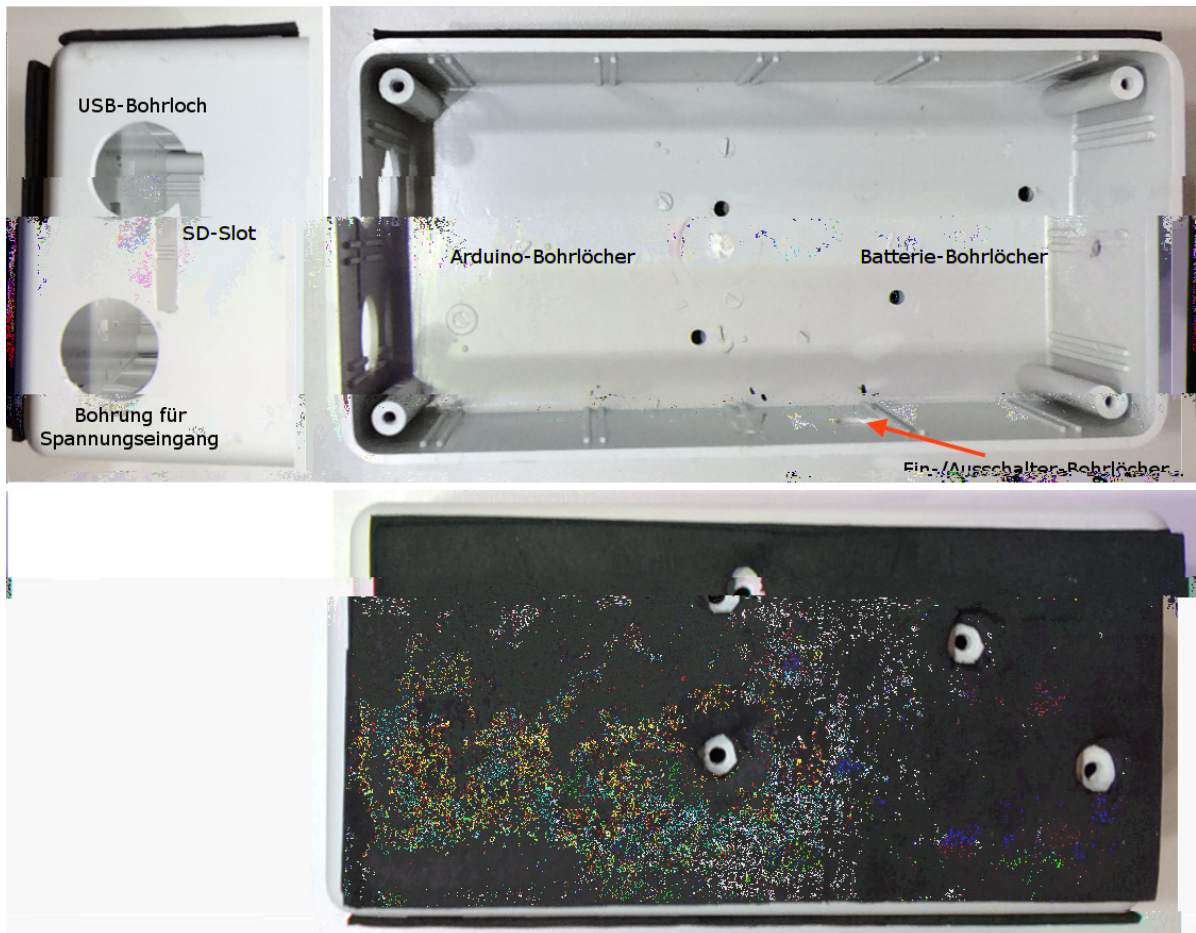 USB-Bohrloch
SD-Slot
Arduino-Bohrlöcher
Batterie-Bohrlöcher
Bohrung für
Spannungseingang
Ein-/Ausschalter-Bohrlöcher